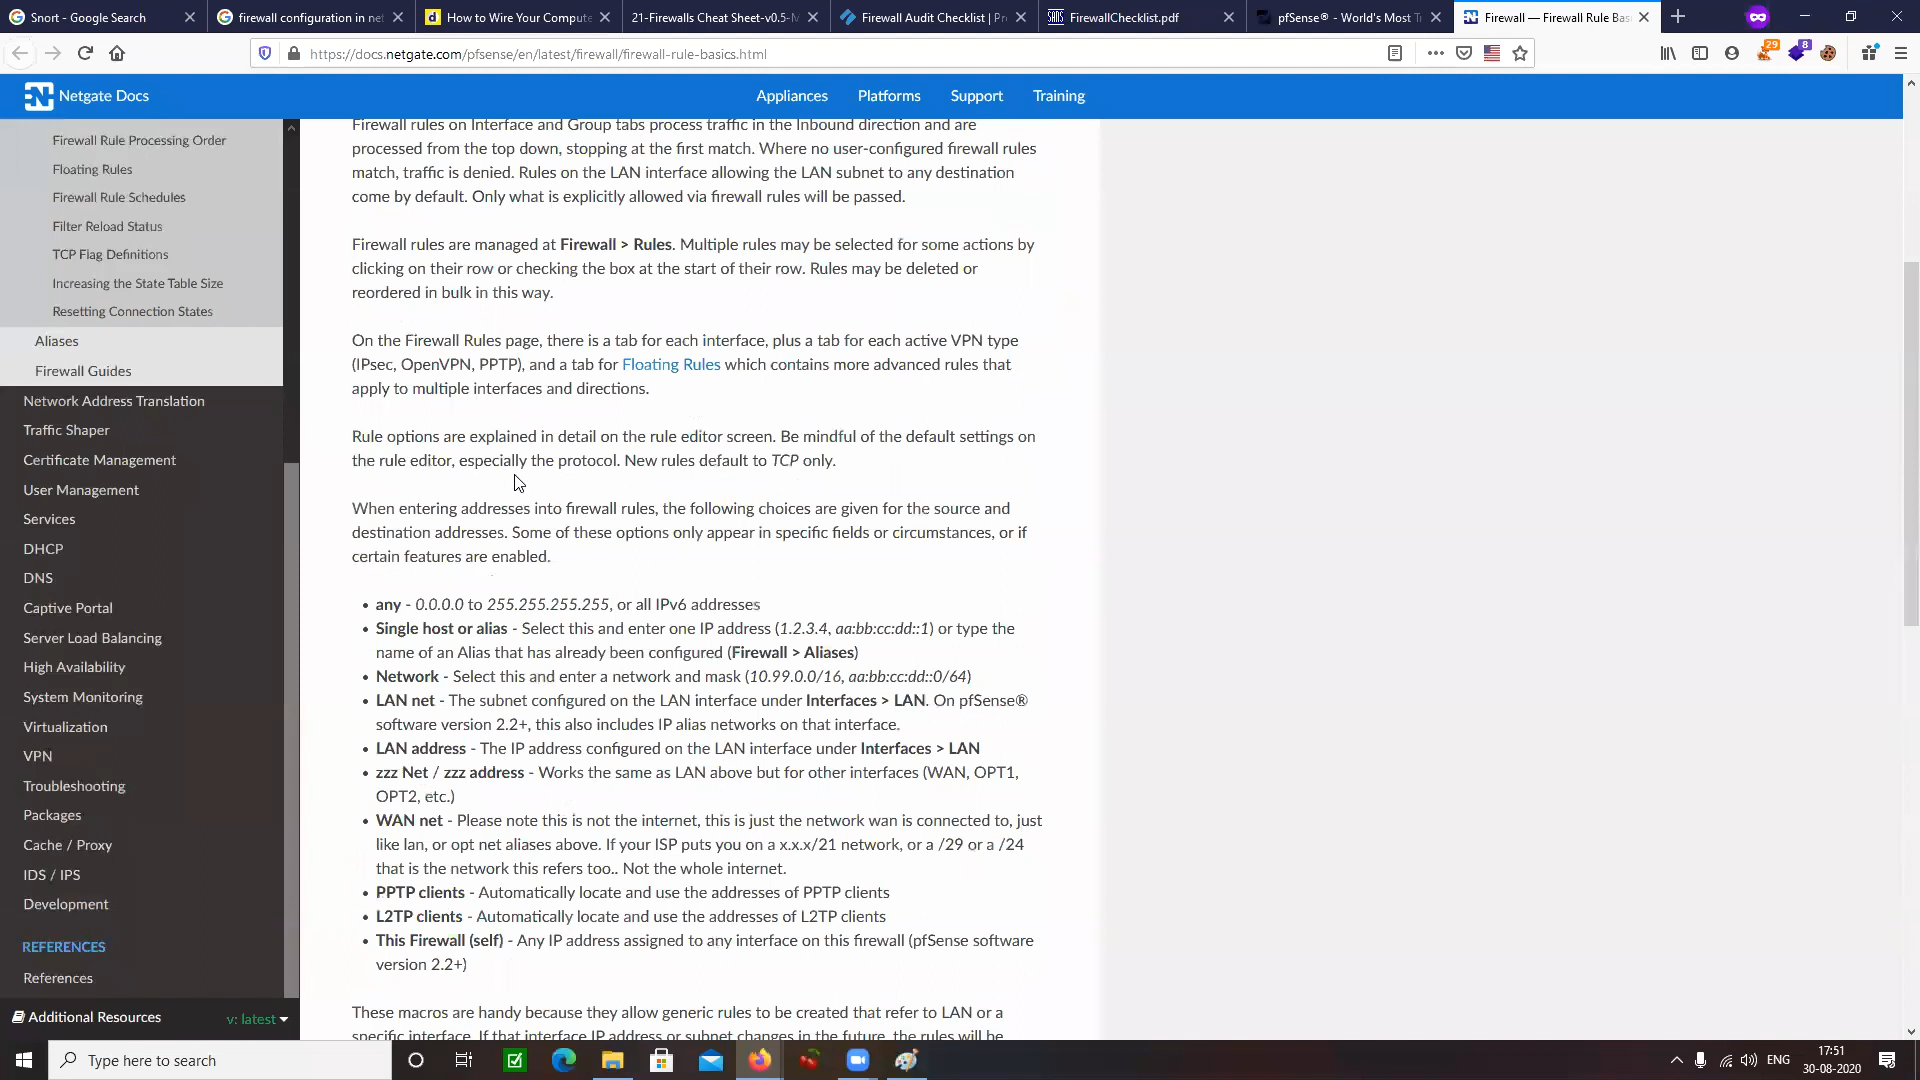 Snort - Google Search
firewall configuration in net
How to Wire Your Compute
21-Firewalls Cheat Sheet-v0.5-M
Firewall Audit Checklist | Pr
FirewallChecklist.pdf
pfSense® - World's Most T
Firewall — Firewall Rule Bas
https://docs.netgate.com/pfsense/en/latest/firewall/firewall-rule-basics.html
29
8
Netgate Docs
Appliances
Platforms
Support
Training
Firewall Rule Processing Order
Floating Rules
Firewall Rule Schedules
Filter Reload Status
TCP Flag Definitions
Increasing the State Table Size
Resetting Connection States
Aliases
Firewall Guides
Network Address Translation
Traffic Shaper
Certificate Management
User Management
Services
DHCP
DNS
Captive Portal
Server Load Balancing
High Availability
System Monitoring
Virtualization
VPN
Troubleshooting
Packages
Cache / Proxy
IDS / IPS
Development
REFERENCES
References
Additional Resources
v: latest
Firewall rules on Interface and Group tabs process traffic in the Inbound direction and are
processed from the top down, stopping at the first match. Where no user-configured firewall rules
match, traffic is denied. Rules on the LAN interface allowing the LAN subnet to any destination
come by default. Only what is explicitly allowed via firewall rules will be passed.
Firewall rules are managed at Firewall > Rules. Multiple rules may be selected for some actions by
clicking on their row or checking the box at the start of their row. Rules may be deleted or
reordered in bulk in this way.
On the Firewall Rules page, there is a tab for each interface, plus a tab for each active VPN type
(IPsec, OpenVPN, PPTP), and a tab for Floating Rules which contains more advanced rules that
apply to multiple interfaces and directions.
Rule options are explained in detail on the rule editor screen. Be mindful of the default settings on
the rule editor, especially the protocol. New rules default to TCP only.
When entering addresses into firewall rules, the following choices are given for the source and
destination addresses. Some of these options only appear in specific fields or circumstances, or if
certain features are enabled.
• any - 0.0.0.0 to 255.255.255.255, or all IPv6 addresses
• Single host or alias - Select this and enter one IP address (1.2.3.4, aa:bb:cc:dd::1) or type the
name of an Alias that has already been configured (Firewall > Aliases)
• Network - Select this and enter a network and mask (10.99.0.0/16, aa:bb:cc:dd::0/64)
• LAN net - The subnet configured on the LAN interface under Interfaces > LAN. On pfSense®
software version 2.2+, this also includes IP alias networks on that interface.
• LAN address - The IP address configured on the LAN interface under Interfaces > LAN
• zzz Net / zzz address - Works the same as LAN above but for other interfaces (WAN, OPT1,
OPT2, etc.)
• WAN net - Please note this is not the internet, this is just the network wan is connected to, just
like lan, or opt net aliases above. If your ISP puts you on a x.x.x/21 network, or a /29 or a /24
that is the network this refers too.. Not the whole internet.
• PPTP clients - Automatically locate and use the addresses of PPTP clients
• L2TP clients - Automatically locate and use the addresses of L2TP clients
• This Firewall (self) - Any IP address assigned to any interface on this firewall (pfSense software
version 2.2+)
These macros are handy because they allow generic rules to be created that refer to LAN or a
specific interface. If that interface IP address or subnet changes in the future, the rules will be
Type here to search
ENG
17:51
30-08-2020